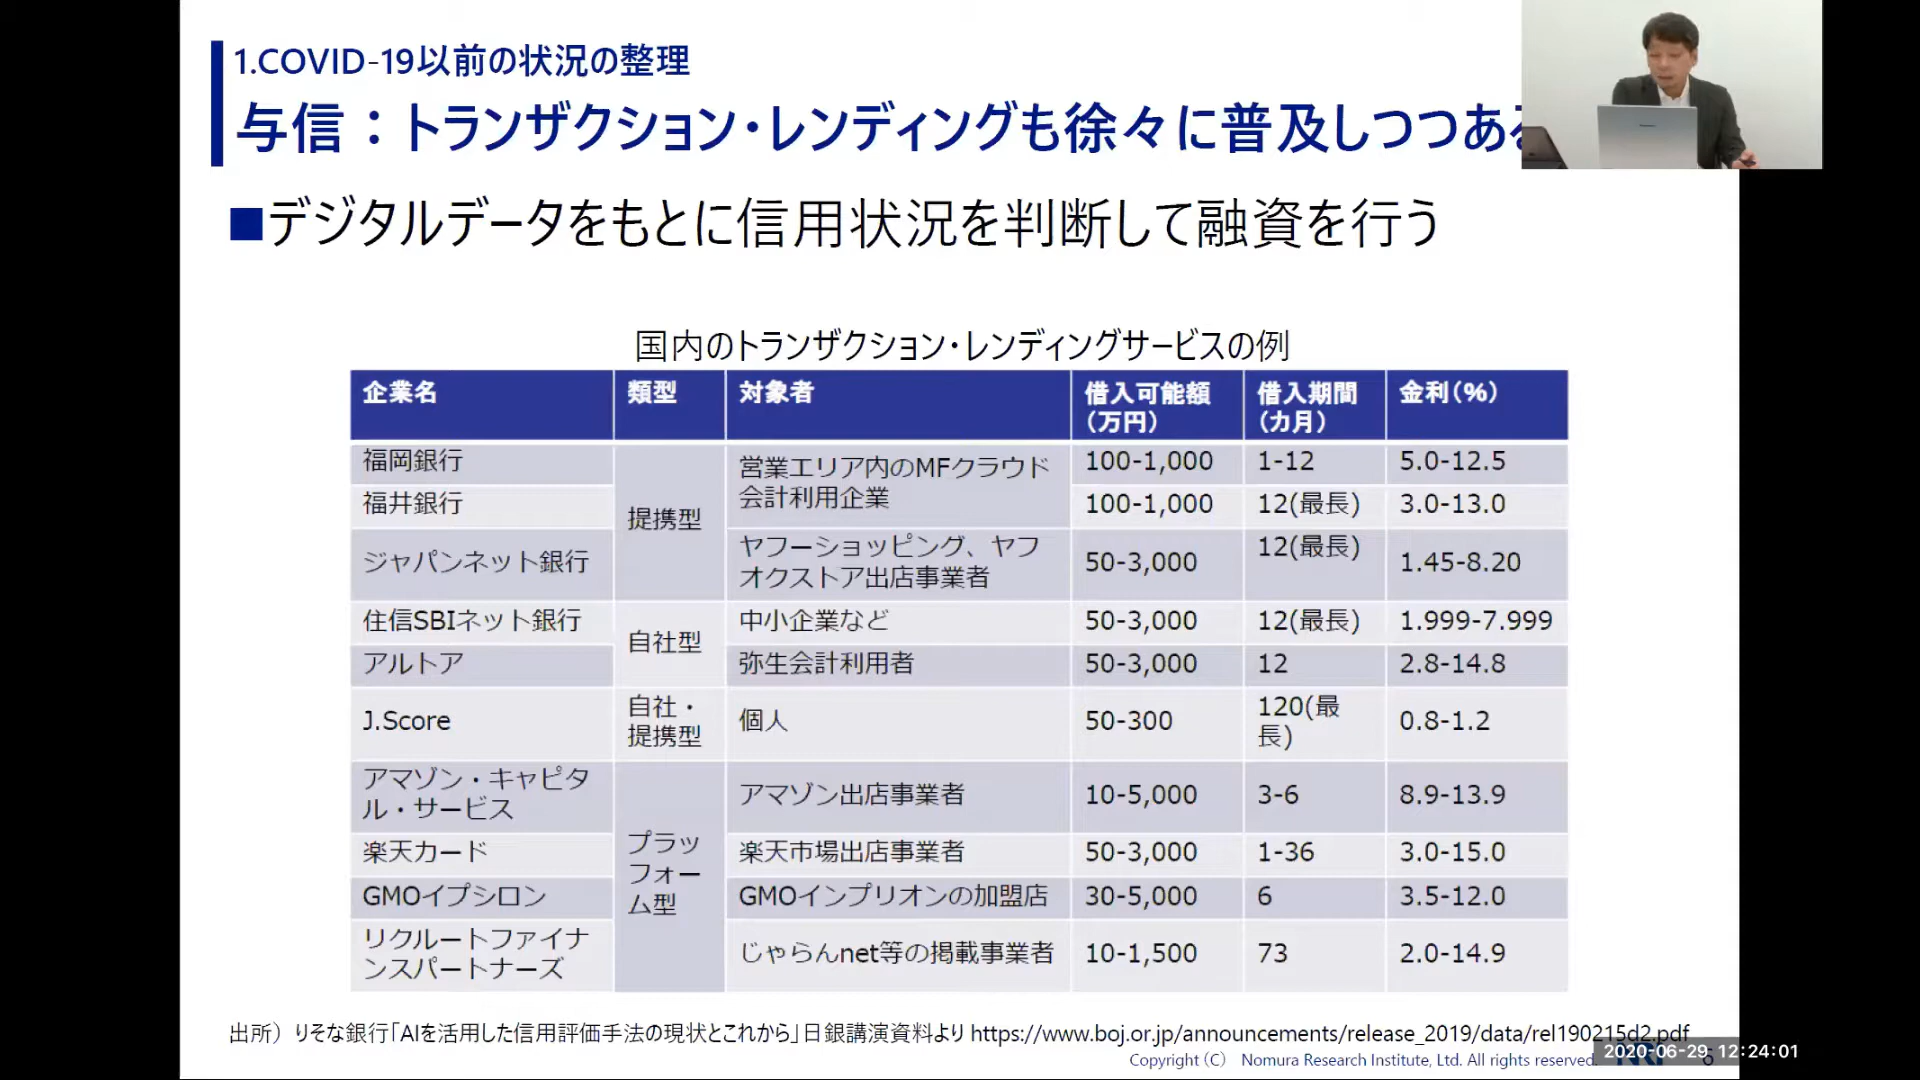 1.COVID-19以前の状況の整理
与信：トランザクション・レンディングも徐々に普及しつつある
■デジタルデータをもとに信用状況を判断して融資を行う
国内のトランザクション・レンディングサービスの例
企業名 類型 対象者 借入可能額（万円） 借入期間（カ月） 金利（%）
福岡銀行 提携型 営業エリア内のMFクラウド会計利用企業 100-1,000 1-12 5.0-12.5
福井銀行 100-1,000 12(最長) 3.0-13.0
ジャパンネット銀行 ヤフーショッピング、ヤフオクストア出店事業者 50-3,000 12(最長) 1.45-8.20
住信SBIネット銀行 自社型 中小企業など 50-3,000 12(最長) 1.999-7.999
アルトア 弥生会計利用者 50-3,000 12 2.8-14.8
J.Score 自社・提携型 個人 50-300 120(最長) 0.8-1.2
アマゾン・キャピタル・サービス プラットフォーム型 アマゾン出店事業者 10-5,000 3-6 8.9-13.9
楽天カード 楽天市場出店事業者 50-3,000 1-36 3.0-15.0
GMOイプシロン GMOインプリオンの加盟店 30-5,000 6 3.5-12.0
リクルートファイナンスパートナーズ じゃらんnet等の掲載事業者 10-1,500 73 2.0-14.9
出所）りそな銀行「AIを活用した信用評価手法の現状とこれから」日銀講演資料より https://www.boj.or.jp/announcements/release_2019/data/rel190215d2.pdf
Copyright（C） Nomura Research Institute, Ltd. All rights reserved.
2020-06-29 12:24:01